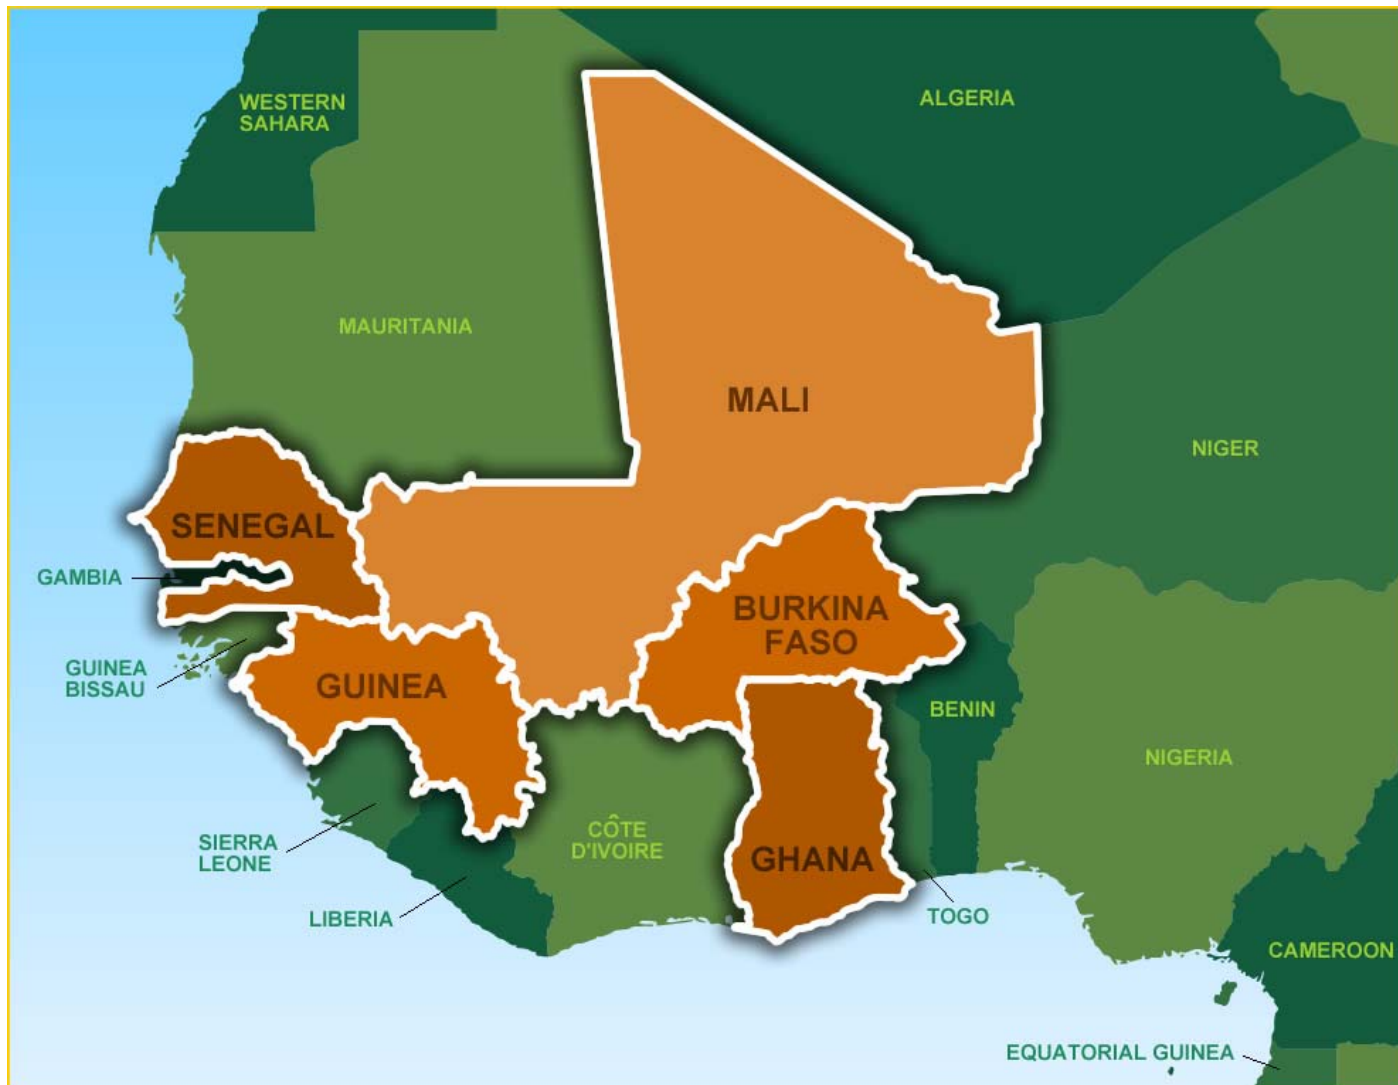 WESTERN
SAHARA
ALGERIA
MAURITANIA
MALI
NIGER
SENEGAL
GAMBIA
BURKINA
FASO
GUINEA
BISSAU
GUINEA
BENIN
NIGERIA
SIERRA
LEONE
CÔTE
D'IVOIRE
GHANA
LIBERIA
TOGO
CAMEROON
EQUATORIAL GUINEA